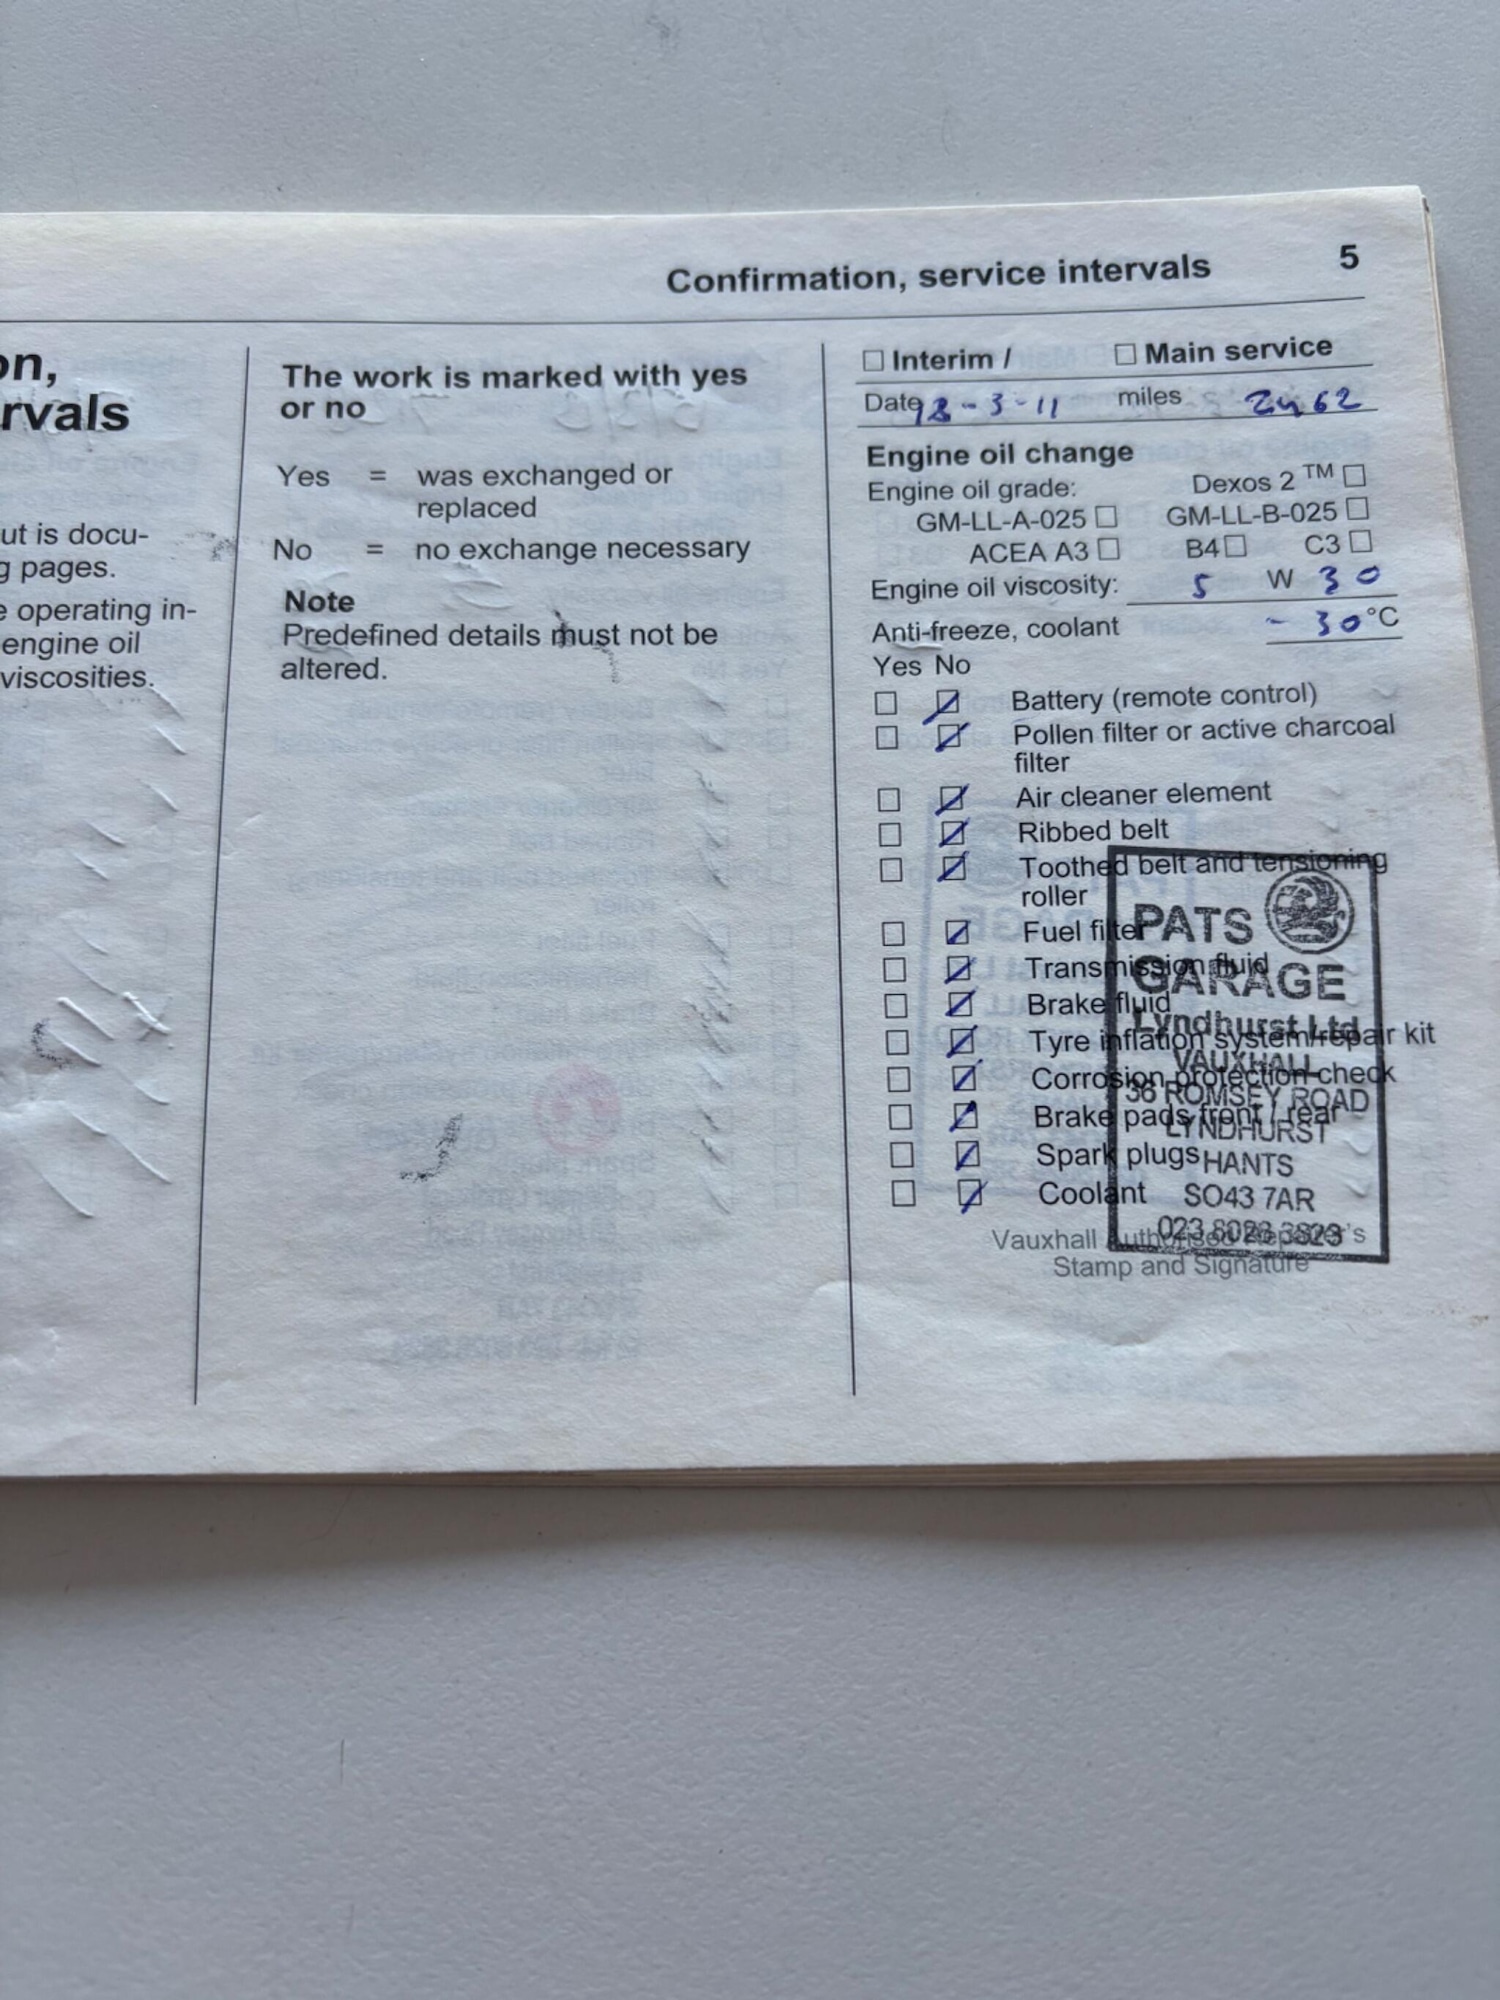 Confirmation, service intervals 5
on,
rvals
ut is docu-
g pages.
e operating in-
engine oil
viscosities.
The work is marked with yes
or no
Yes = was exchanged or
replaced
No = no exchange necessary
Note
Predefined details must not be
altered.
☐ Interim / ☐ Main service
Date 18-3-11 miles 2462
Engine oil change
Engine oil grade: Dexos 2 ™ ☐
GM-LL-A-025 ☐ GM-LL-B-025 ☐
ACEA A3 ☐ B4 ☐ C3 ☐
Engine oil viscosity: 5 W 30
Anti-freeze, coolant - 30 °C
Yes No
Battery (remote control)
Pollen filter or active charcoal
filter
Air cleaner element
Ribbed belt
Toothed belt and tensioning
roller
Fuel filter
Transmission fluid
Brake fluid
Tyre inflation system/repair kit
Corrosion protection check
Brake pads front / rear
Spark plugs
Coolant
Vauxhall Authorised Repairer's
Stamp and Signature
PATS
GARAGE
Lyndhurst Ltd
VAUXHALL
36 ROMSEY ROAD
LYNDHURST
HANTS
SO43 7AR
023 8028 3823